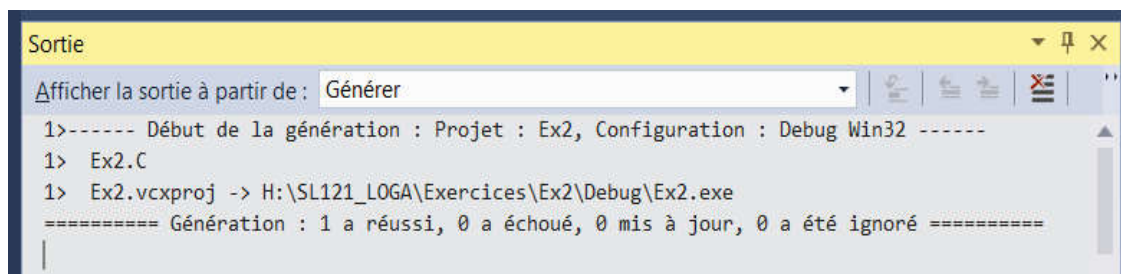 Sortie
Afficher la sortie à partir de : Générer
1>------ Début de la génération : Projet : Ex2, Configuration : Debug Win32 ------
1>  Ex2.C
1>  Ex2.vcxproj -> H:\SL121_LOGA\Exercices\Ex2\Debug\Ex2.exe
========== Génération : 1 a réussi, 0 a échoué, 0 mis à jour, 0 a été ignoré ==========